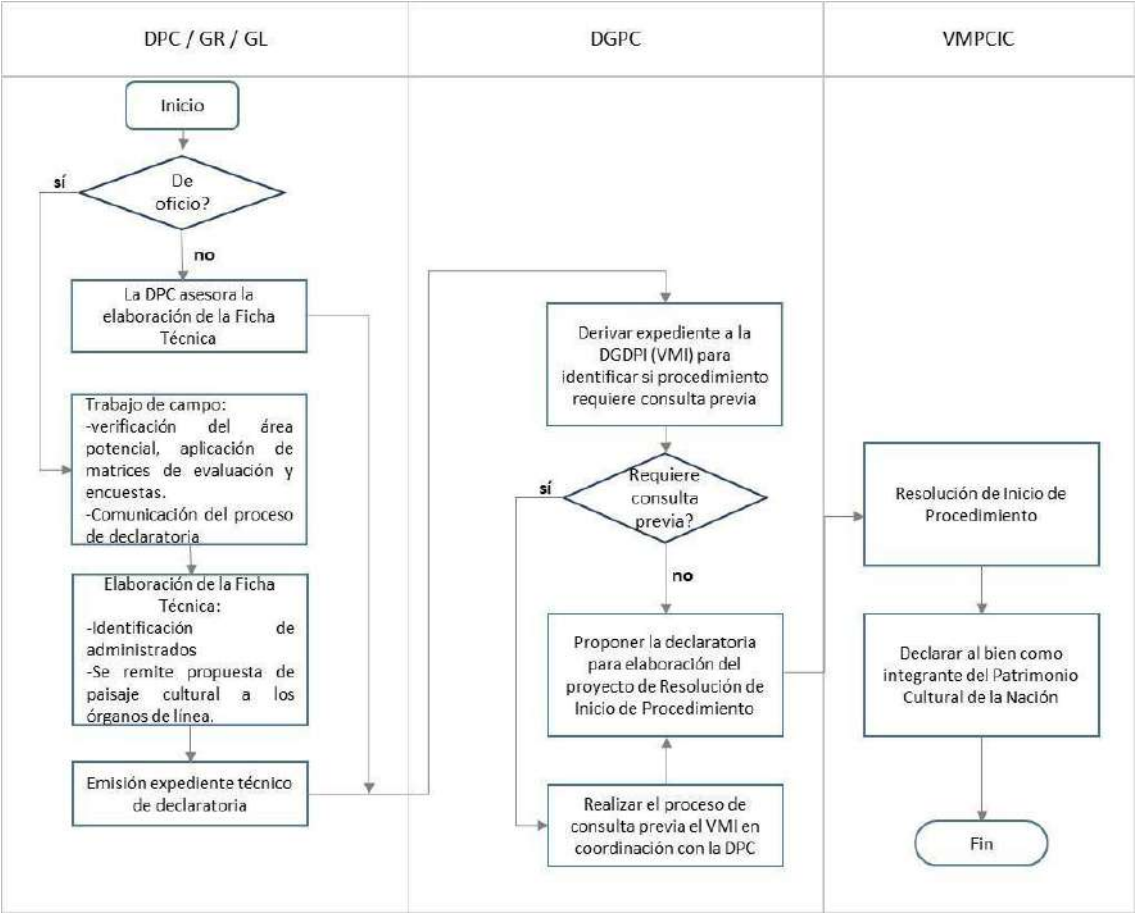 DPC / GR / GL
DGPC
VMPCIC
Inicio
De
oficio?
sí
no
La DPC asesora la
elaboración de la Ficha
Técnica
Trabajo de campo:
-verificación del área
potencial, aplicación de
matrices de evaluación y
encuestas.
-Comunicación del proceso
de declaratoria
Elaboración de la Ficha
Técnica:
-Identificación de
administrados
-Se remite propuesta de
paisaje cultural a los
órganos de línea.
Emisión expediente técnico
de declaratoria
Derivar expediente a la
DGDPI (VMI) para
identificar si procedimiento
requiere consulta previa
Requiere
consulta
previa?
sí
no
Proponer la declaratoria
para elaboración del
proyecto de Resolución de
Inicio de Procedimiento
Realizar el proceso de
consulta previa el VMI en
coordinación con la DPC
Resolución de Inicio de
Procedimiento
Declarar al bien como
integrante del Patrimonio
Cultural de la Nación
Fin